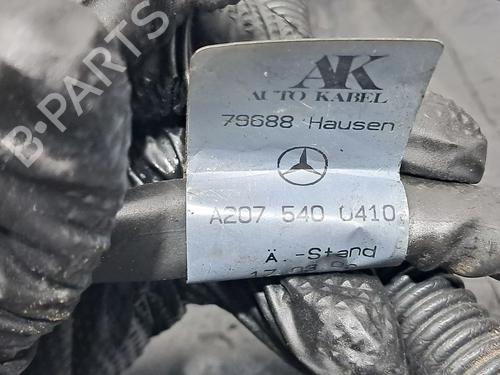 AK
AUTO KABEL
79688 Hausen
A207 540 0410
Ä.-Stand
B-PARTS